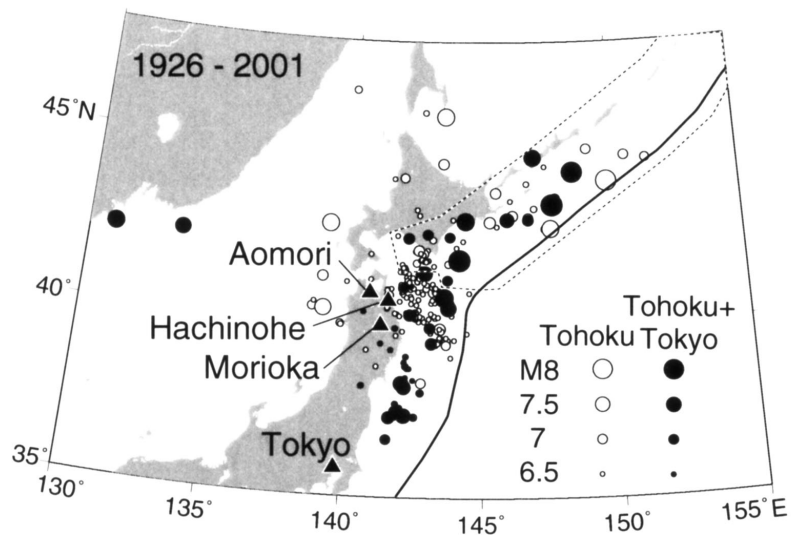 1926 - 2001
45°N
Aomori
40°
Hachinohe
Morioka
Tohoku+
Tohoku Tokyo
M8
7.5
7
6.5
Tokyo
35°
130°
135°
140°
145°
150°
155°E